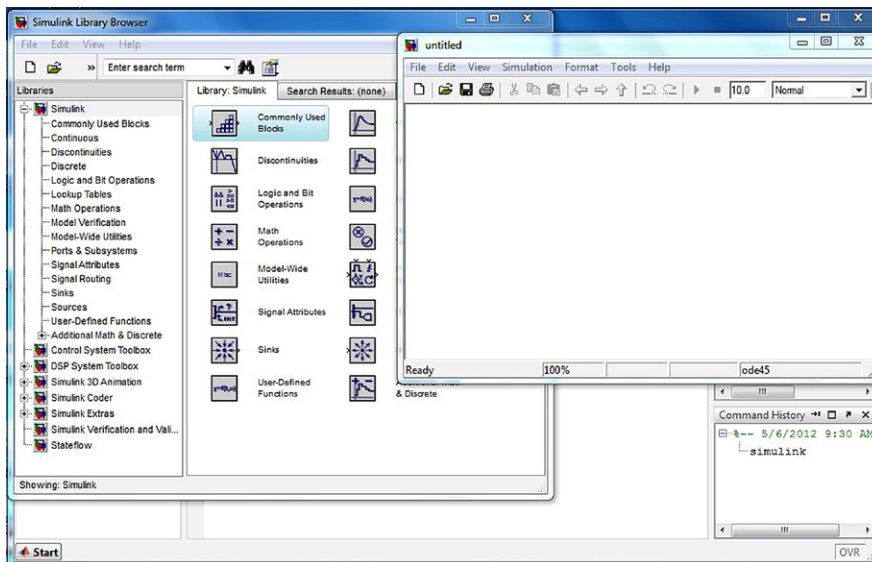 Simulink Library Browser
File Edit View Help
» Enter search term
Libraries
Library: Simulink Search Results: (none)
Simulink
Commonly Used Blocks
Continuous
Discontinuities
Discrete
Logic and Bit Operations
Lookup Tables
Math Operations
Model Verification
Model-Wide Utilities
Ports & Subsystems
Signal Attributes
Signal Routing
Sinks
Sources
User-Defined Functions
Additional Math & Discrete
Control System Toolbox
DSP System Toolbox
Simulink 3D Animation
Simulink Coder
Simulink Extras
Simulink Verification and Vali...
Stateflow
Commonly Used
Blocks
Discontinuities
Logic and Bit
Operations
y=f(u)
Math
Operations
Misc
Model-Wide
Utilities
Signal Attributes
Sinks
y=f(u)
User-Defined
Functions
& Discrete
Showing: Simulink
untitled
File Edit View Simulation Format Tools Help
10.0 Normal
Ready 100% ode45
Command History
%-- 5/6/2012 9:30 AM
simulink
Start
OVR